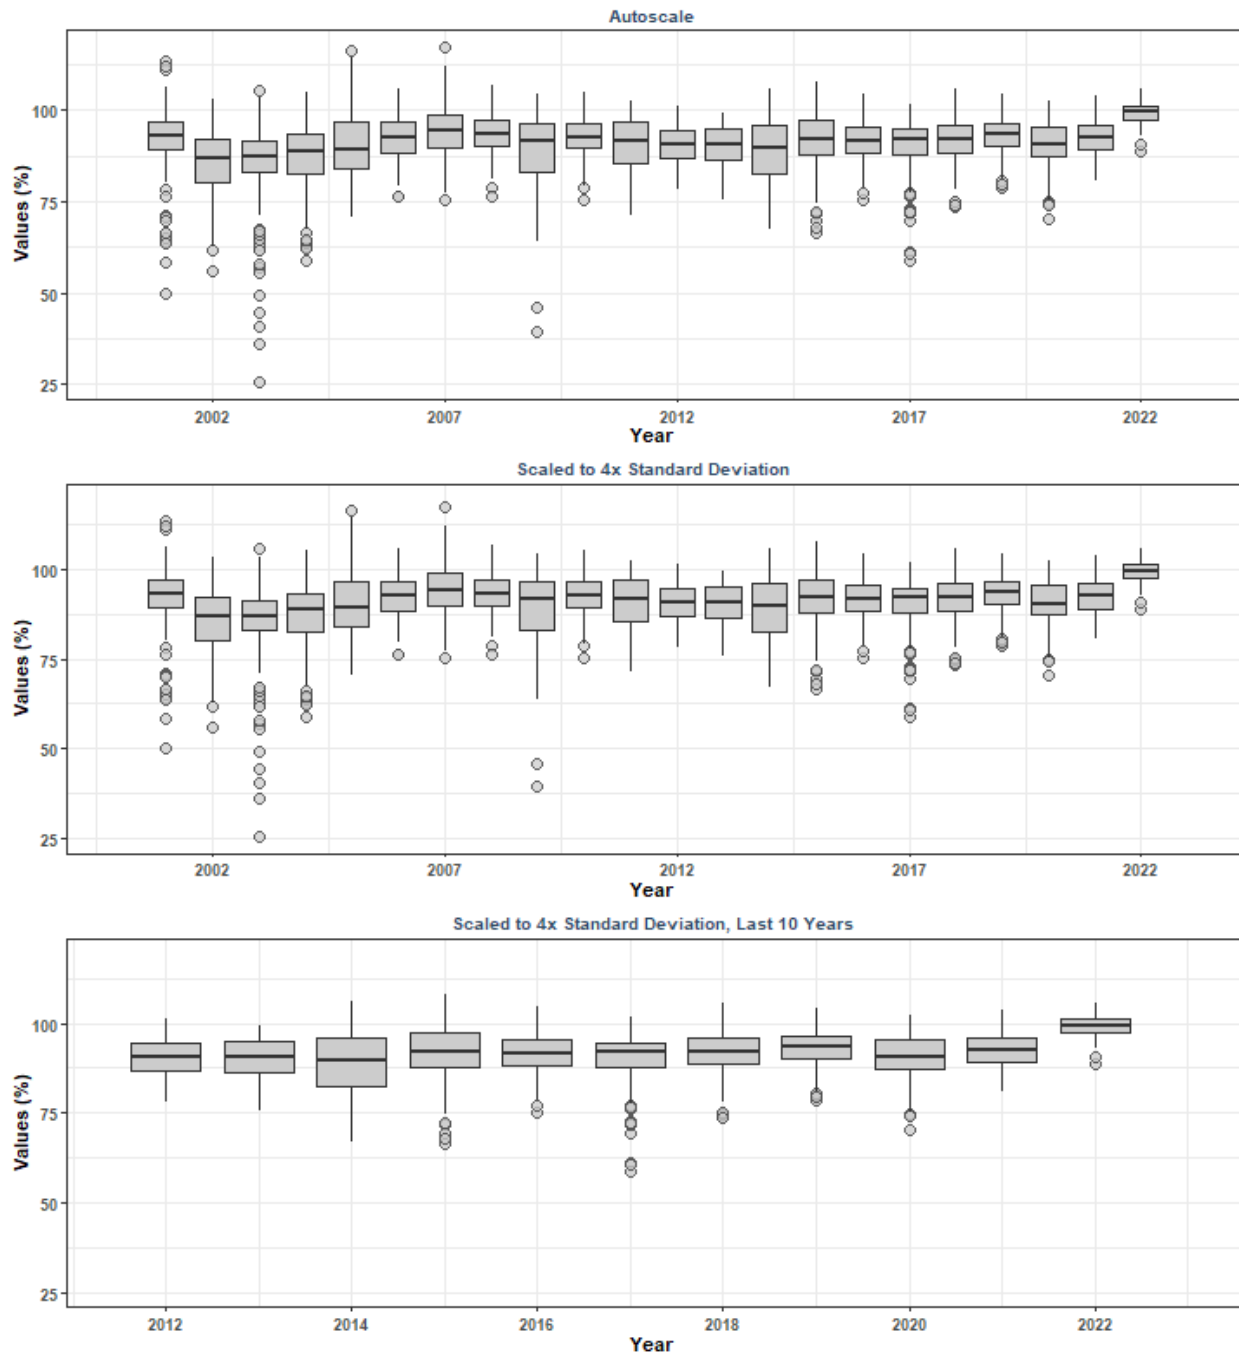 Autoscale
Values (%)
100
75
50
25
2002 2007 2012 2017 2022
Year
Scaled to 4x Standard Deviation
Values (%)
100
75
50
25
2002 2007 2012 2017 2022
Year
Scaled to 4x Standard Deviation, Last 10 Years
Values (%)
100
75
50
25
2012 2014 2016 2018 2020 2022
Year